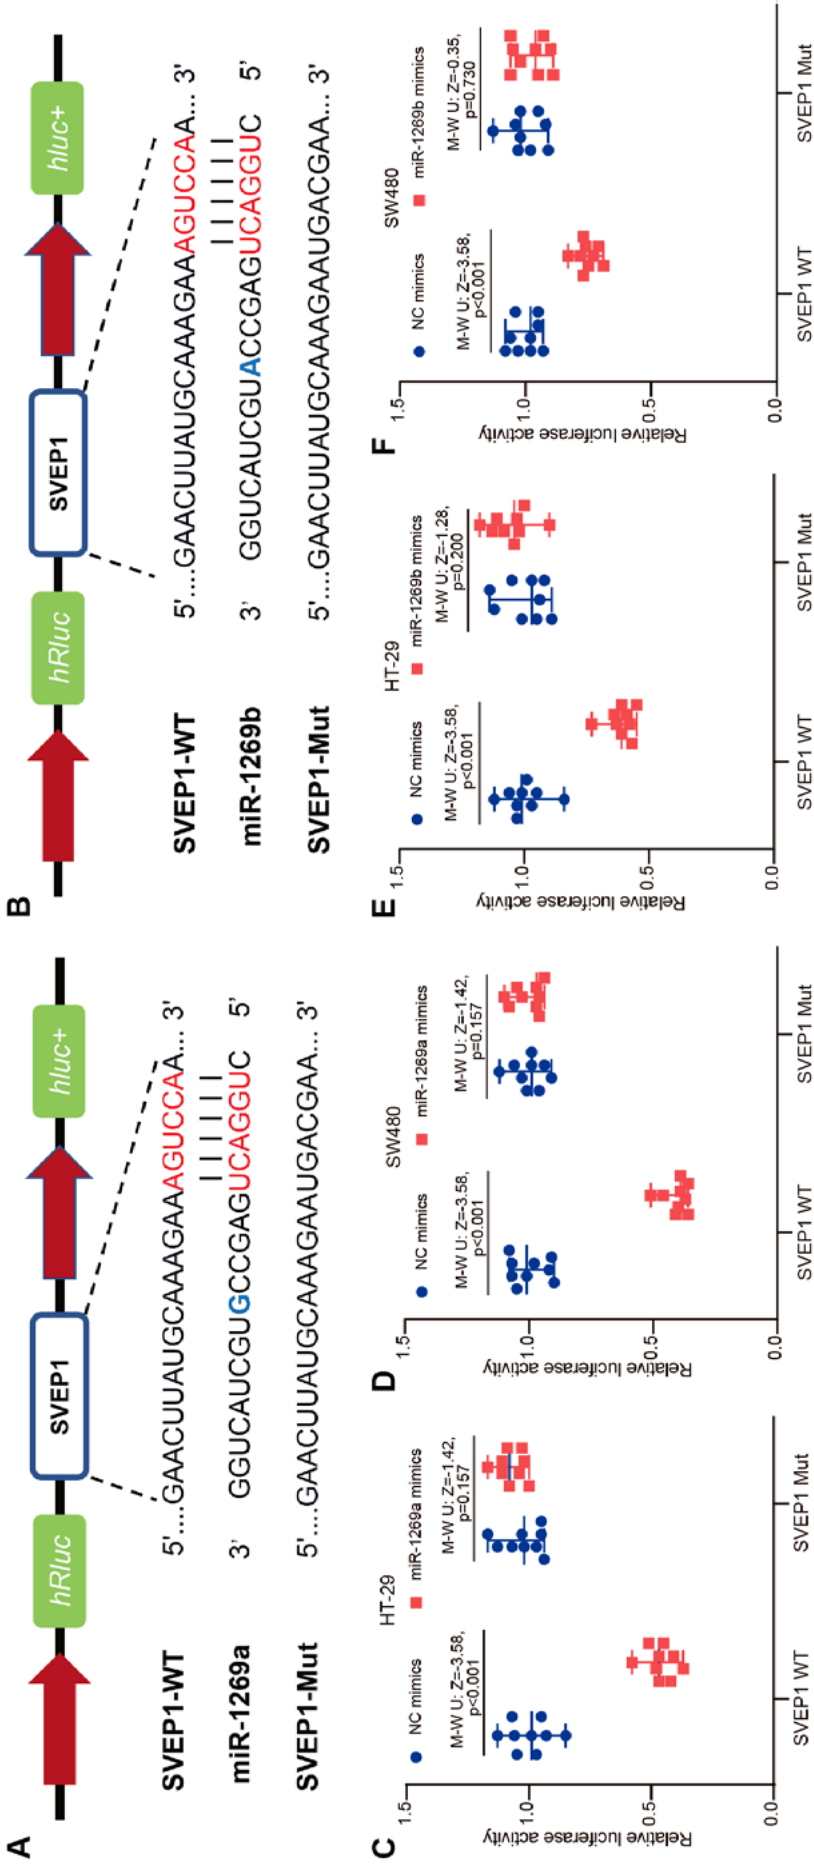 A
hRluc
SVEP1
hluc+
SVEP1-WT
5'....GAACUUAUGCAAAGAAAGUCCAA... 3'
miR-1269a
3' GGUCAUCGUGCCGAGUCAGGUC 5'
SVEP1-Mut
5'....GAACUUAUGCAAAGAAUGACGAA... 3'
B
hRluc
SVEP1
hluc+
SVEP1-WT
5'....GAACUUAUGCAAAGAAAGUCCAA... 3'
miR-1269b
3' GGUCAUCGUACCGAGUCAGGUC 5'
SVEP1-Mut
5'....GAACUUAUGCAAAGAAUGACGAA... 3'
C
HT-29
NC mimics
miR-1269a mimics
M-W U: Z=-3.58,
p<0.001
M-W U: Z=-1.42,
p=0.157
Relative luciferase activity
1.5
1.0
0.5
0.0
SVEP1 WT
SVEP1 Mut
D
SW480
NC mimics
miR-1269a mimics
M-W U: Z=-3.58,
p<0.001
M-W U: Z=-1.42,
p=0.157
Relative luciferase activity
1.5
1.0
0.5
0.0
SVEP1 WT
SVEP1 Mut
E
HT-29
NC mimics
miR-1269b mimics
M-W U: Z=-3.58,
p<0.001
M-W U: Z=-1.28,
p=0.200
Relative luciferase activity
1.5
1.0
0.5
0.0
SVEP1 WT
SVEP1 Mut
F
SW480
NC mimics
miR-1269b mimics
M-W U: Z=-3.58,
p<0.001
M-W U: Z=-0.35,
p=0.730
Relative luciferase activity
1.5
1.0
0.5
0.0
SVEP1 WT
SVEP1 Mut